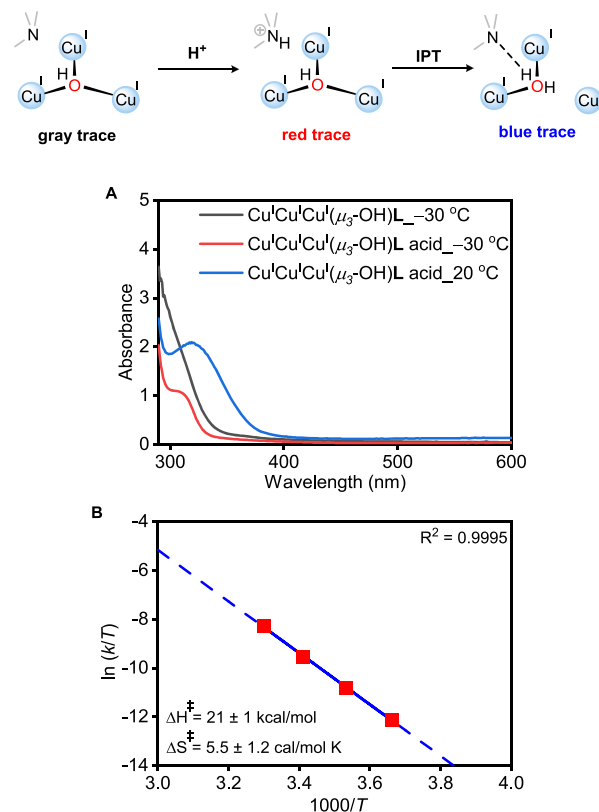 N
Cu I
H O
Cu I Cu I
gray trace
H⁺
⊕ N H
Cu I
H O
Cu I Cu I
red trace
IPT
N
Cu I
H
Cu I OH Cu I
blue trace
A
CuᴵCuᴵCuᴵ(μ₃-OH)L_–30 °C
CuᴵCuᴵCuᴵ(μ₃-OH)L acid_–30 °C
CuᴵCuᴵCuᴵ(μ₃-OH)L acid_20 °C
Absorbance
5
4
3
2
1
0
300 400 500 600
Wavelength (nm)
B
R² = 0.9995
ln (k/T)
-4
-6
-8
-10
-12
-14
ΔH‡ = 21 ± 1 kcal/mol
ΔS‡ = 5.5 ± 1.2 cal/mol K
3.0 3.2 3.4 3.6 3.8 4.0
1000/T